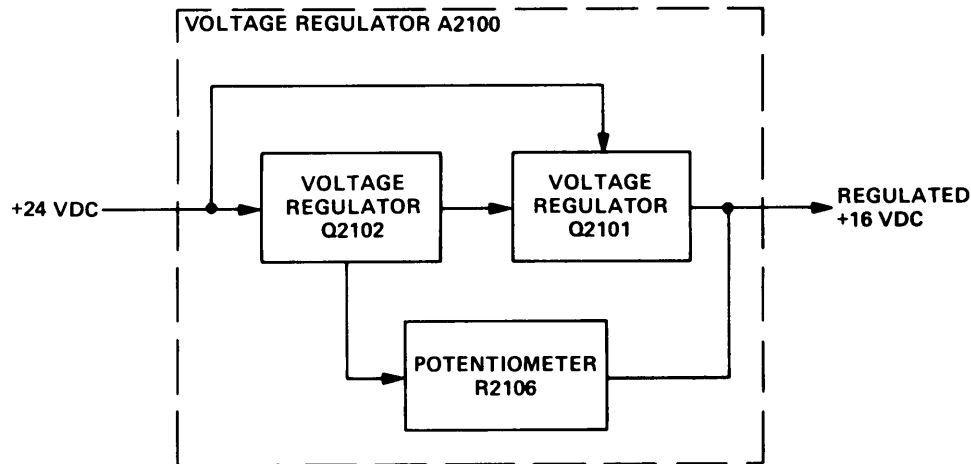 VOLTAGE REGULATOR A2100
+24 VDC
VOLTAGE
REGULATOR
Q2102
VOLTAGE
REGULATOR
Q2101
REGULATED
+16 VDC
POTENTIOMETER
R2106